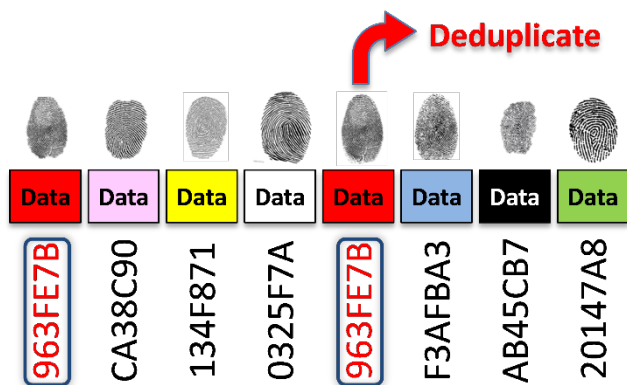 Deduplicate
Data Data Data Data Data Data Data Data
963FE7B
CA38C90
134F871
0325F7A
963FE7B
F3AFBA3
AB45CB7
20147A8